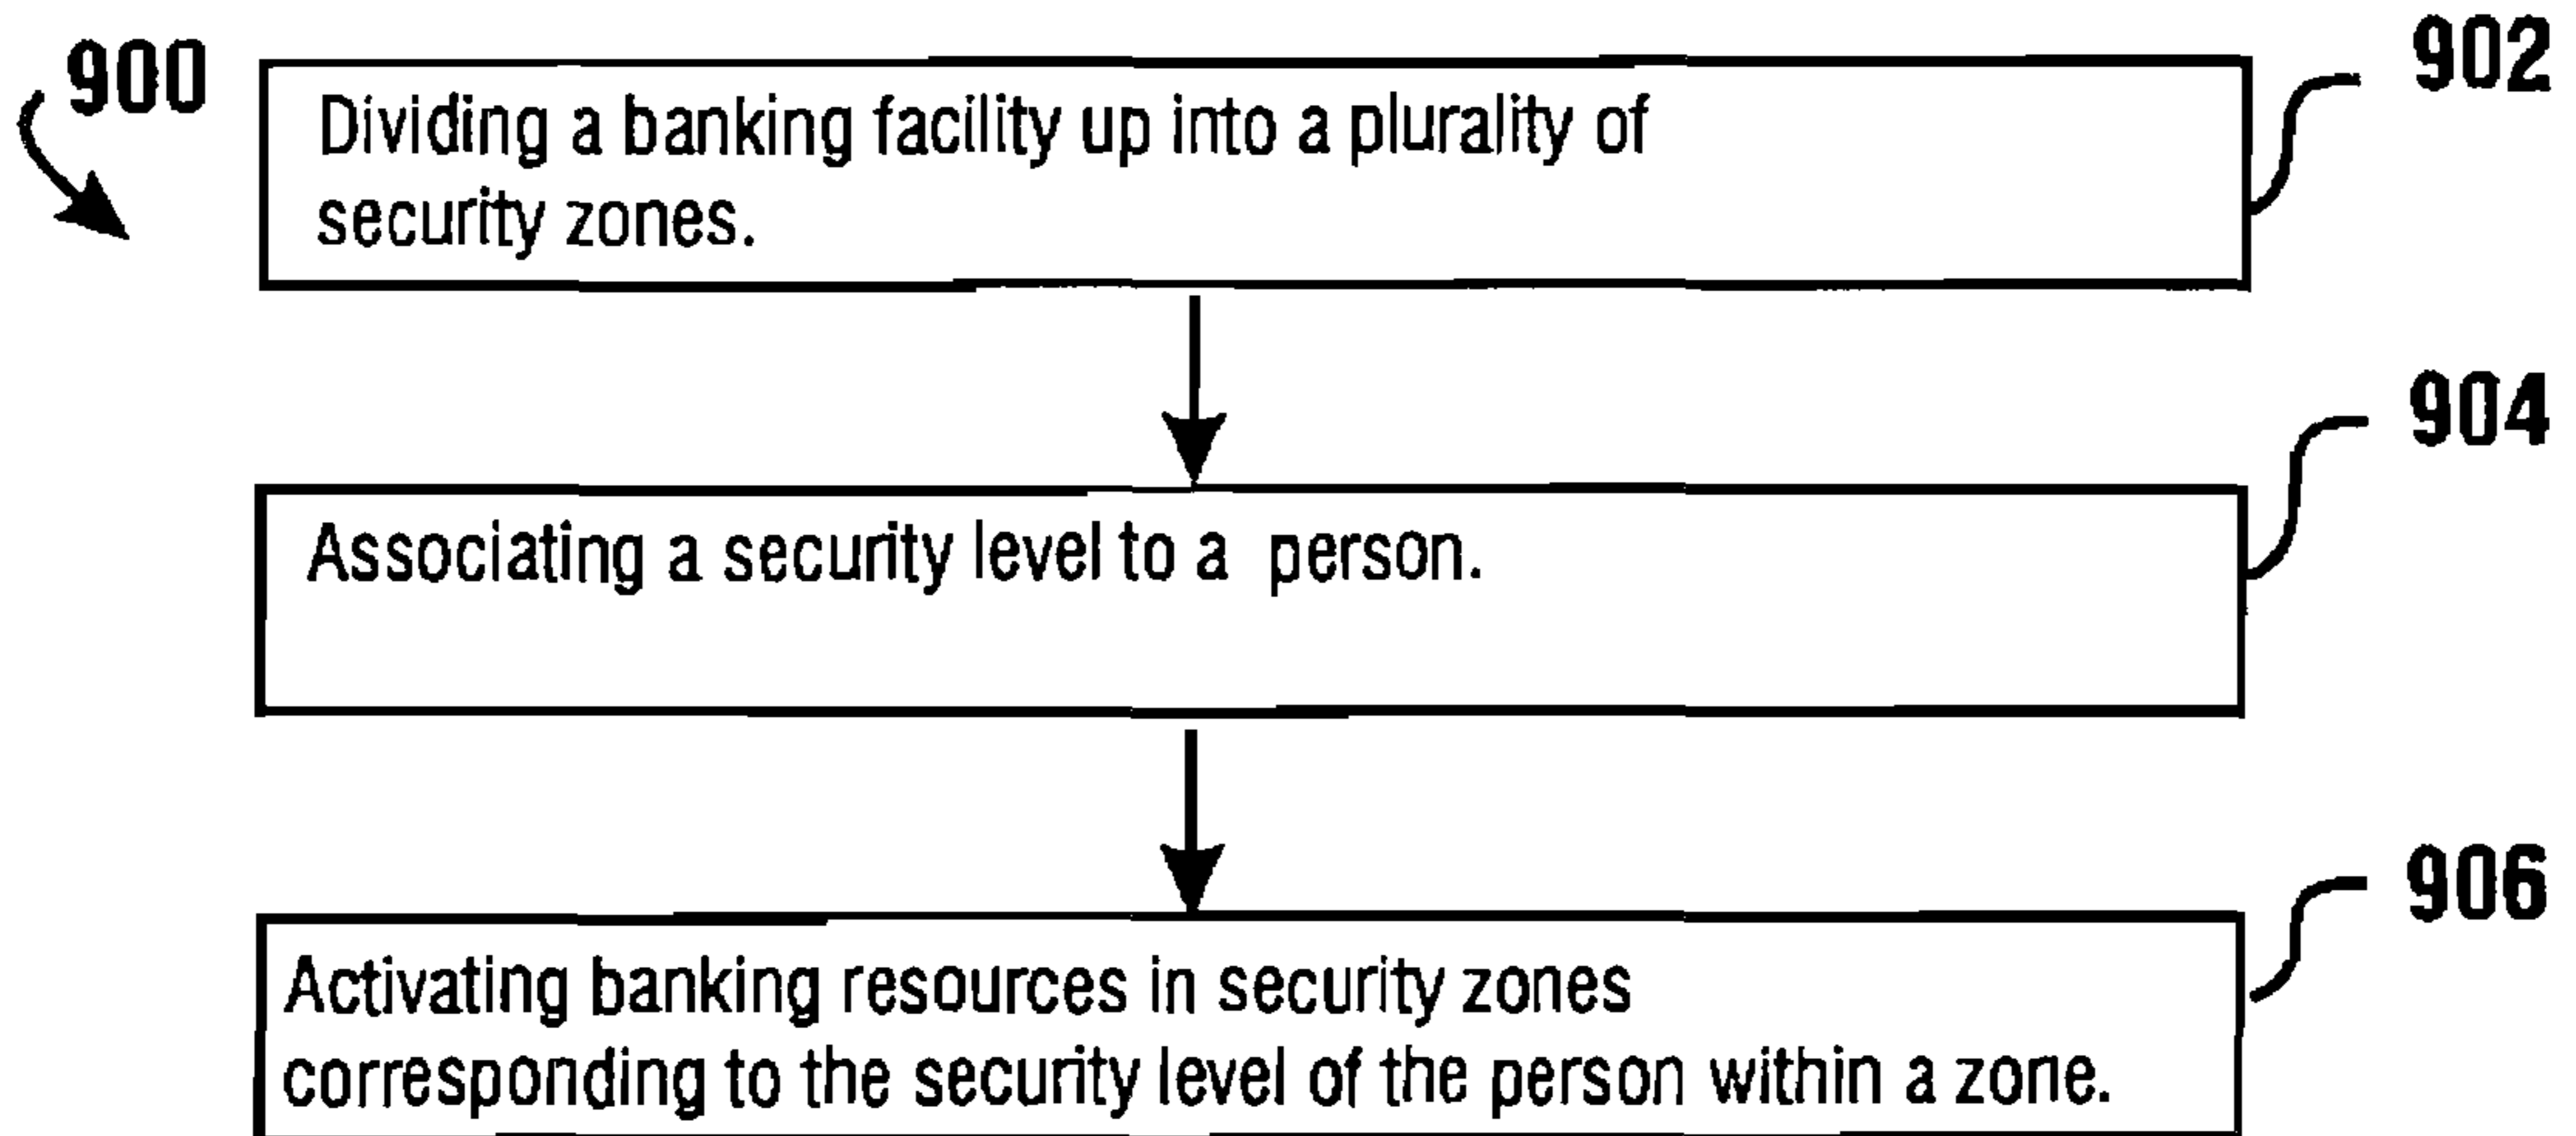 900
902
Dividing a banking facility up into a plurality of
security zones.
904
Associating a security level to a person.
906
Activating banking resources in security zones
corresponding to the security level of the person within a zone.